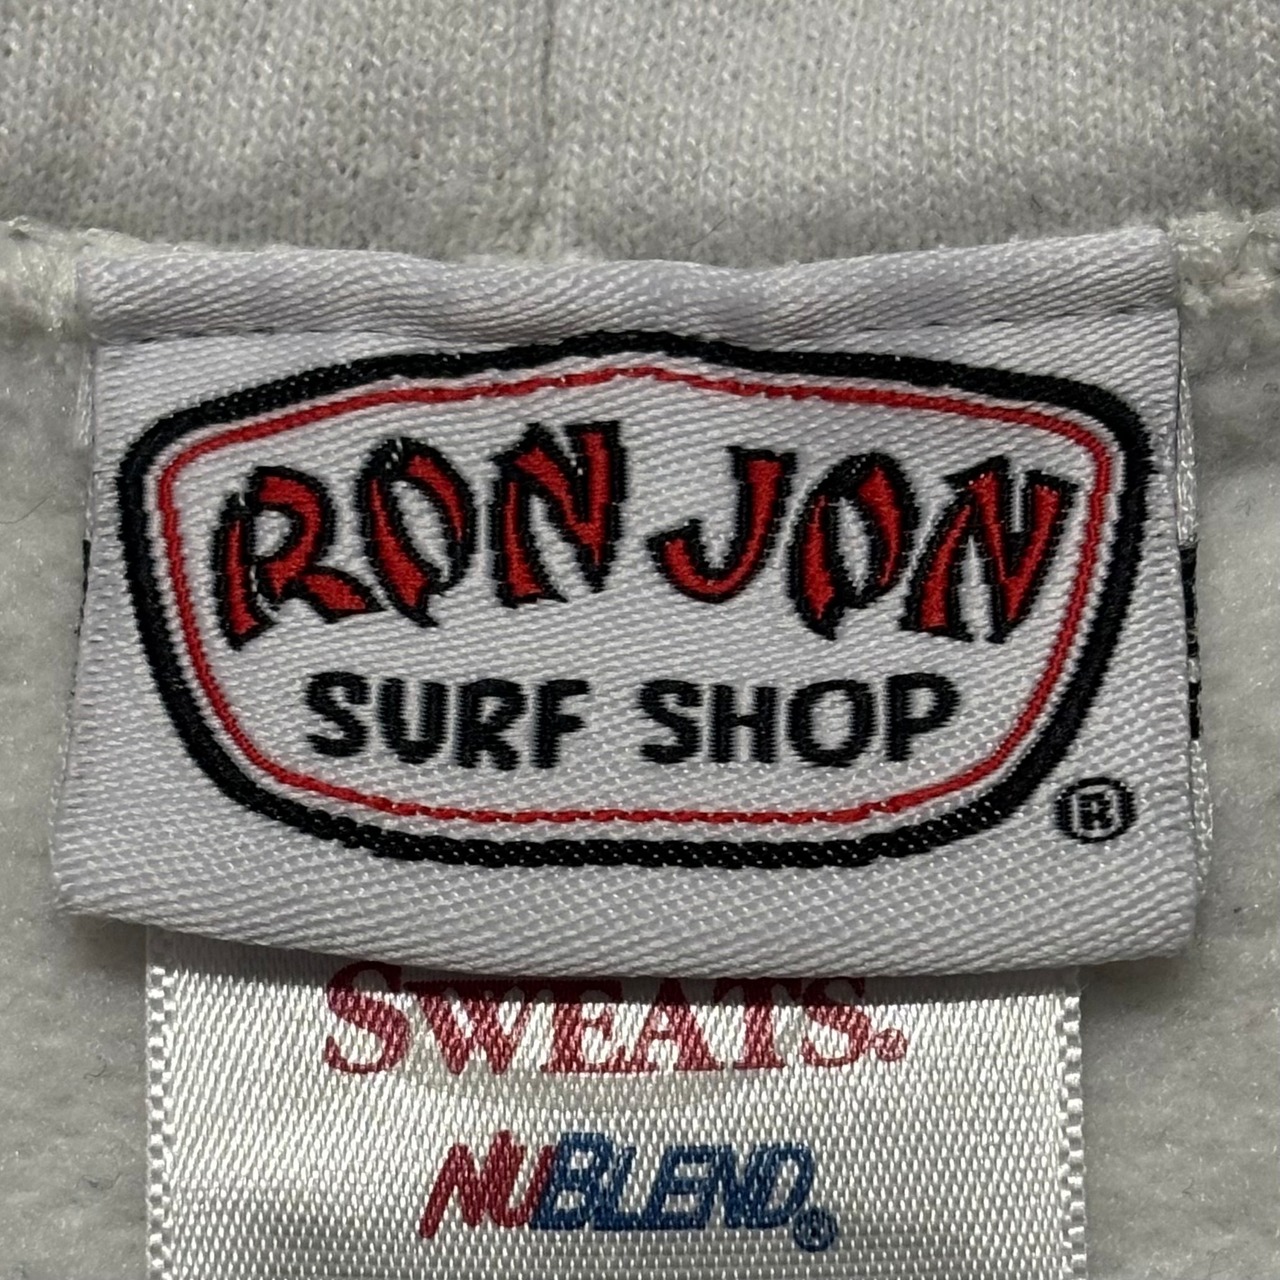 RON JON
SURF SHOP
®
SWEATS®
NUBLEND®